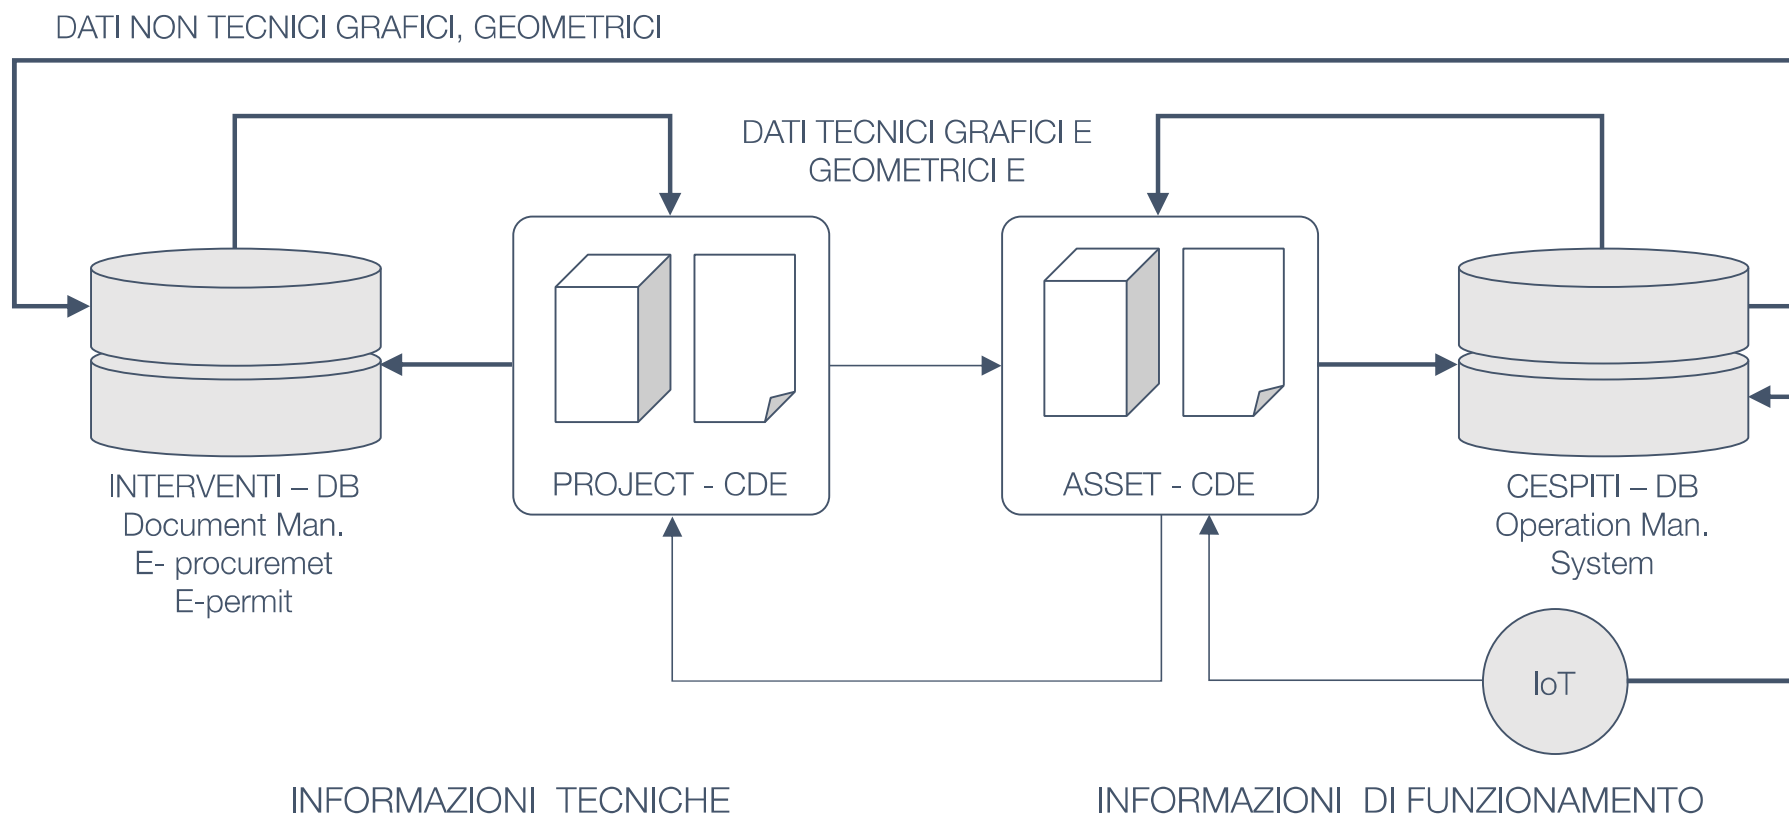 DATI NON TECNICI GRAFICI, GEOMETRICI
DATI TECNICI GRAFICI E
GEOMETRICI E
INTERVENTI – DB
Document Man.
E- procuremet
E-permit
PROJECT - CDE
ASSET - CDE
CESPITI – DB
Operation Man.
System
IoT
INFORMAZIONI TECNICHE
INFORMAZIONI DI FUNZIONAMENTO